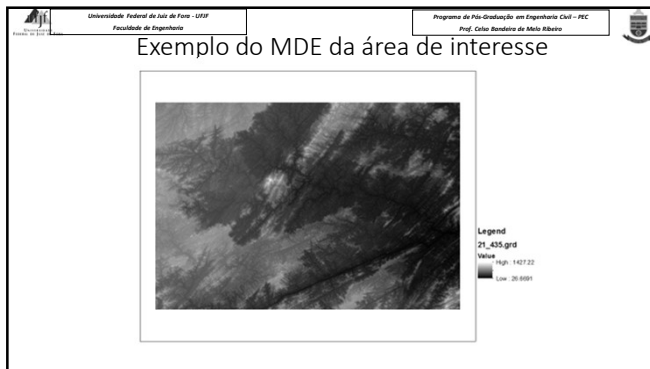 Universidade Federal de Juiz de Fora - UFJF
Faculdade de Engenharia
Programa de Pós-Graduação em Engenharia Civil – PEC
Prof. Celso Bandeira de Melo Ribeiro
Exemplo do MDE da área de interesse
Legend
21_435.grd
Value
High : 1427.22
Low : 26.8691